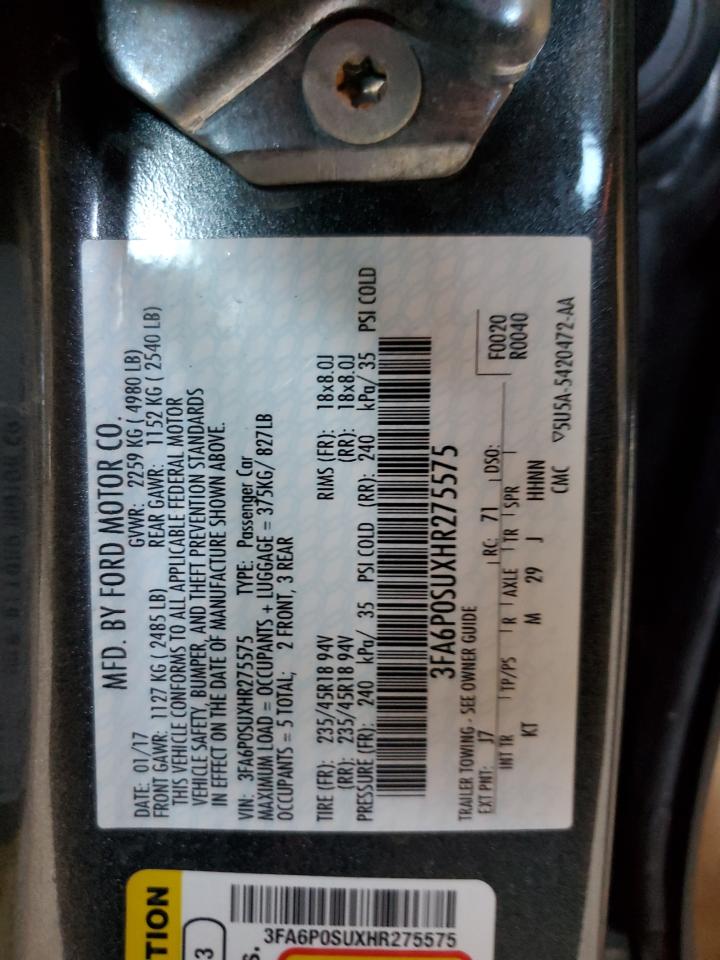 MFD. BY FORD MOTOR CO.
DATE: 01/17 GVWR: 2259 KG ( 4980 LB)
FRONT GAWR: 1127 KG ( 2485 LB) REAR GAWR: 1152 KG ( 2540 LB)
THIS VEHICLE CONFORMS TO ALL APPLICABLE FEDERAL MOTOR
VEHICLE SAFETY, BUMPER, AND THEFT PREVENTION STANDARDS
IN EFFECT ON THE DATE OF MANUFACTURE SHOWN ABOVE.
VIN: 3FA6P0SUXHR275575 TYPE: Passenger Car
MAXIMUM LOAD = OCCUPANTS + LUGGAGE = 375KG/ 827LB
OCCUPANTS = 5 TOTAL; 2 FRONT, 3 REAR
TIRE (FR): 235/45R18 94V RIMS (FR): 18x8.0J
(RR): 235/45R18 94V (RR): 18x8.0J
PRESSURE (FR): 240 kPa/ 35 PSI COLD (RR): 240 kPa/ 35 PSI COLD
3FA6P0SUXHR275575
TRAILER TOWING - SEE OWNER GUIDE
EXT PNT: J7 RC: 71 DSO: F0020
R0040
INT TR TP/PS R AXLE TR SPR
KT M 29 J HHNN
CMC ▽5U5A-5420472-AA
TION
3
S.
3FA6P0SUXHR275575